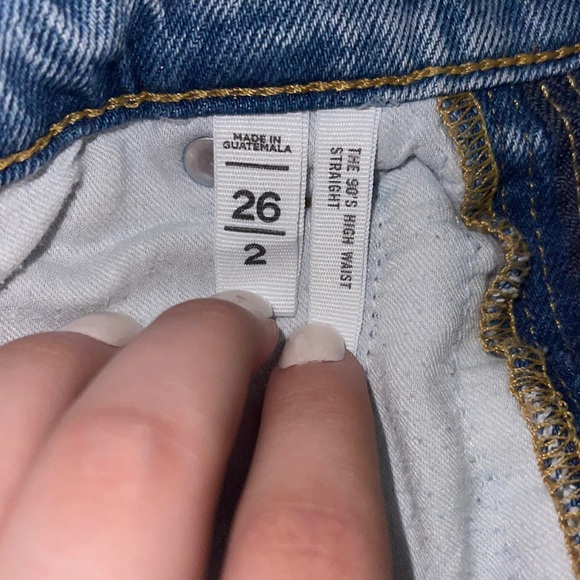 MADE IN
GUATEMALA
26
2
THE 90'S HIGH WAIST
STRAIGHT